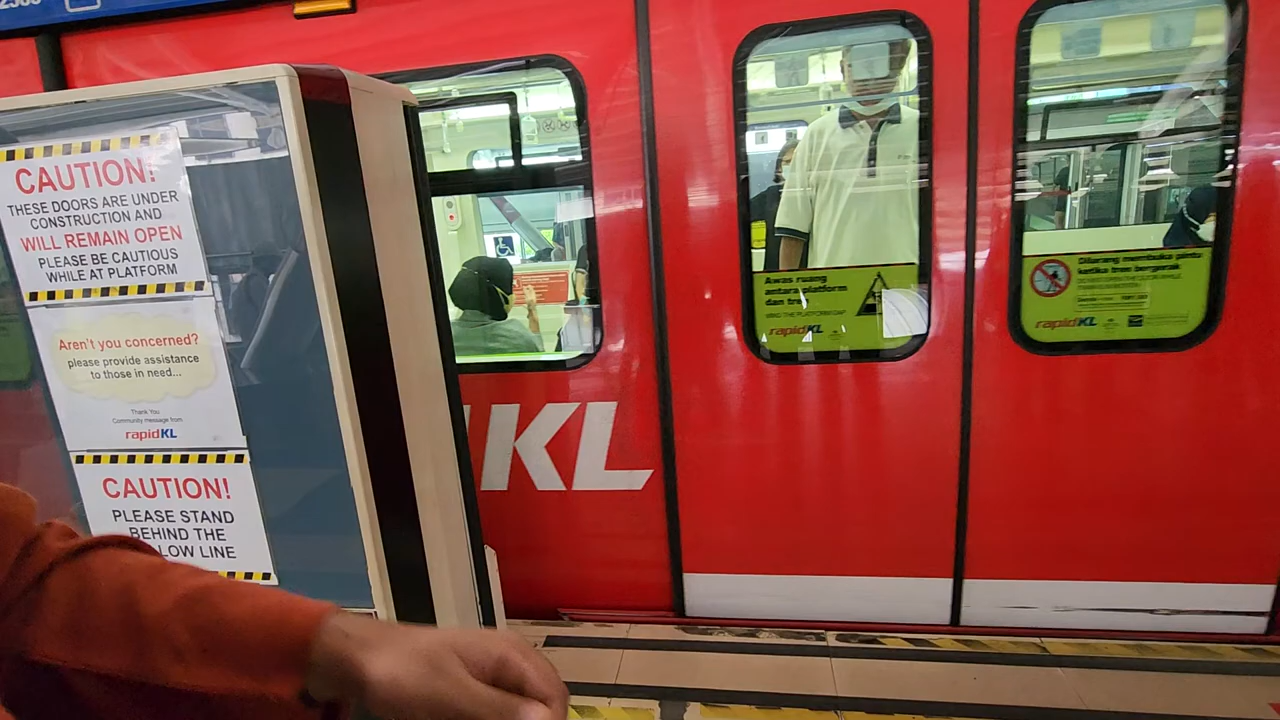 CAUTION!
THESE DOORS ARE UNDER
CONSTRUCTION AND
WILL REMAIN OPEN
PLEASE BE CAUTIOUS
WHILE AT PLATFORM
Aren't you concerned?
please provide assistance
to those in need...
Thank You
Community message from
rapidKL
CAUTION!
PLEASE STAND
BEHIND THE
LOW LINE
KL
Awas ruang
antara platform
dan tren
MIND THE PLATFORM GAP
rapidKL
Dilarang membuka pintu
ketika tren bergerak
rapidKL